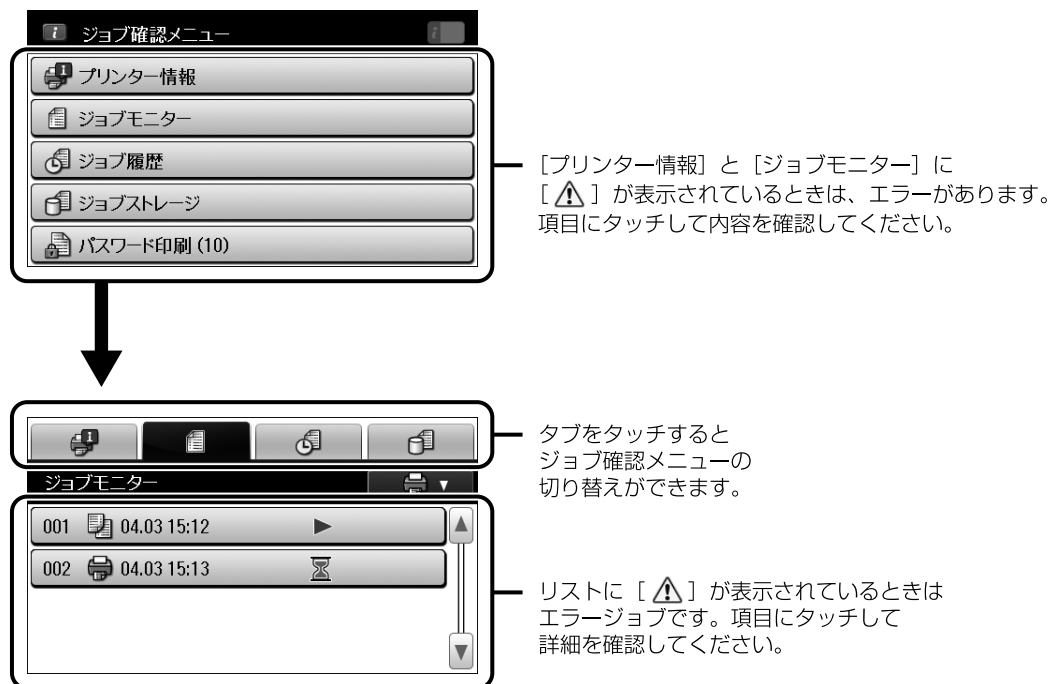 ジョブ確認メニュー
プリンター情報
ジョブモニター
ジョブ履歴
ジョブストレージ
パスワード印刷 (10)
［プリンター情報］と［ジョブモニター］に
［⚠］が表示されているときは、エラーがあります。
項目にタッチして内容を確認してください。
タブをタッチすると
ジョブ確認メニューの
切り替えができます。
ジョブモニター
001 04.03 15:12
002 04.03 15:13
リストに［⚠］が表示されているときは
エラージョブです。項目にタッチして
詳細を確認してください。